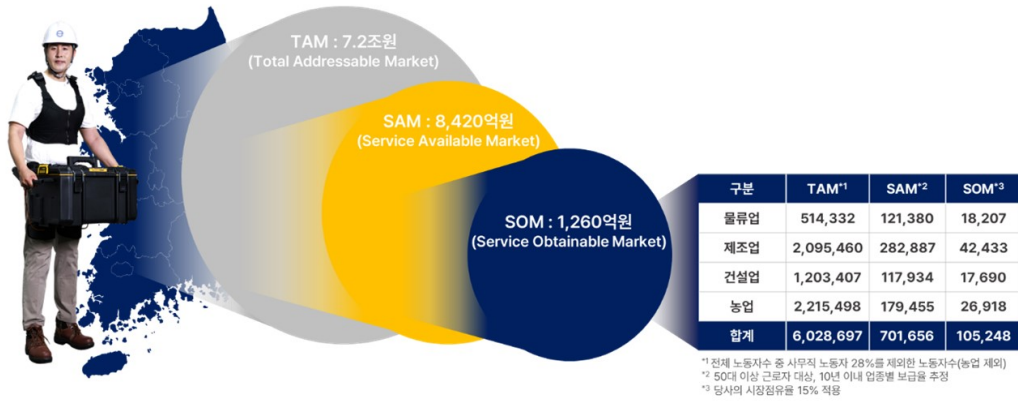 TAM : 7.2조원
(Total Addressable Market)
SAM : 8,420억원
(Service Available Market)
SOM : 1,260억원
(Service Obtainable Market)
구분 TAM*1 SAM*2 SOM*3
물류업 514,332 121,380 18,207
제조업 2,095,460 282,887 42,433
건설업 1,203,407 117,934 17,690
농업 2,215,498 179,455 26,918
합계 6,028,697 701,656 105,248
*1 전체 노동자수 중 사무직 노동자 28%를 제외한 노동자수(농업 제외)
*2 50대 이상 근로자 대상, 10년 이내 업종별 보급율 추정
*3 당사의 시장점유율 15% 적용